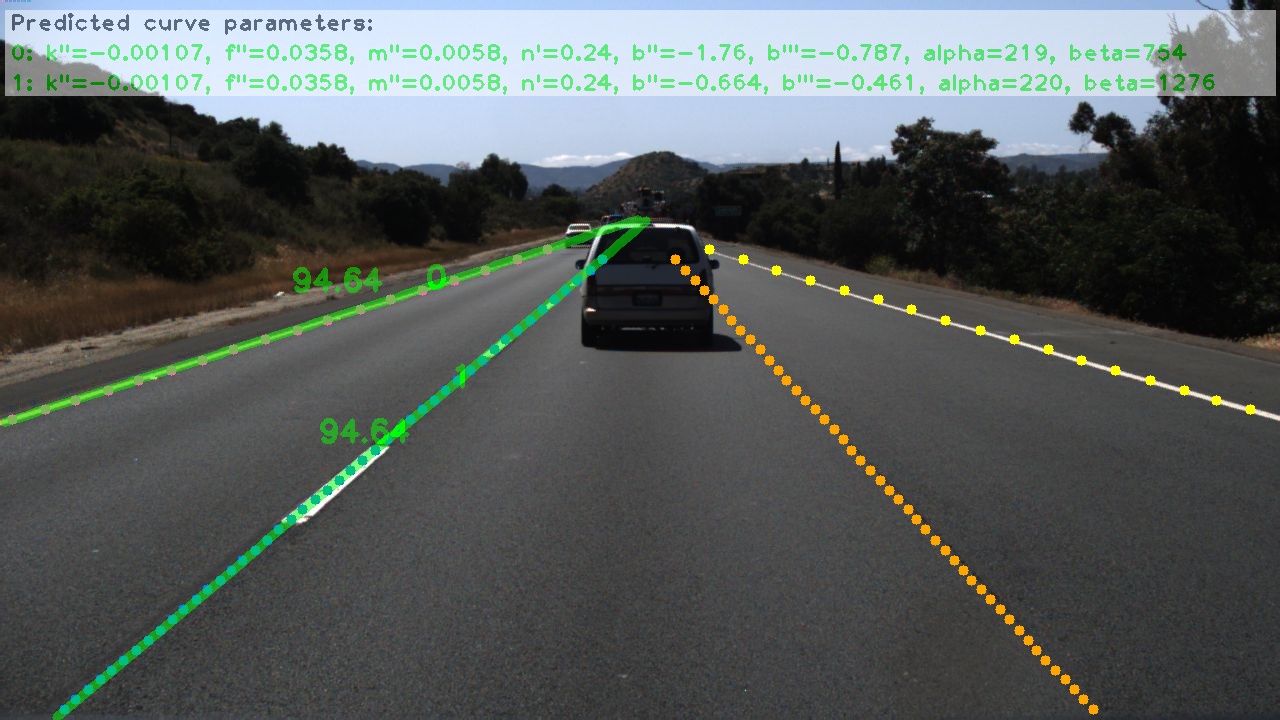 Predicted curve parameters:
0: k''=-0.00107, f''=0.0358, m''=0.0058, n'=0.24, b''=-1.76, b'''=-0.787, alpha=219, beta=754
1: k''=-0.00107, f''=0.0358, m''=0.0058, n'=0.24, b''=-0.664, b'''=-0.461, alpha=220, beta=1276
94.64 0
1
94.64